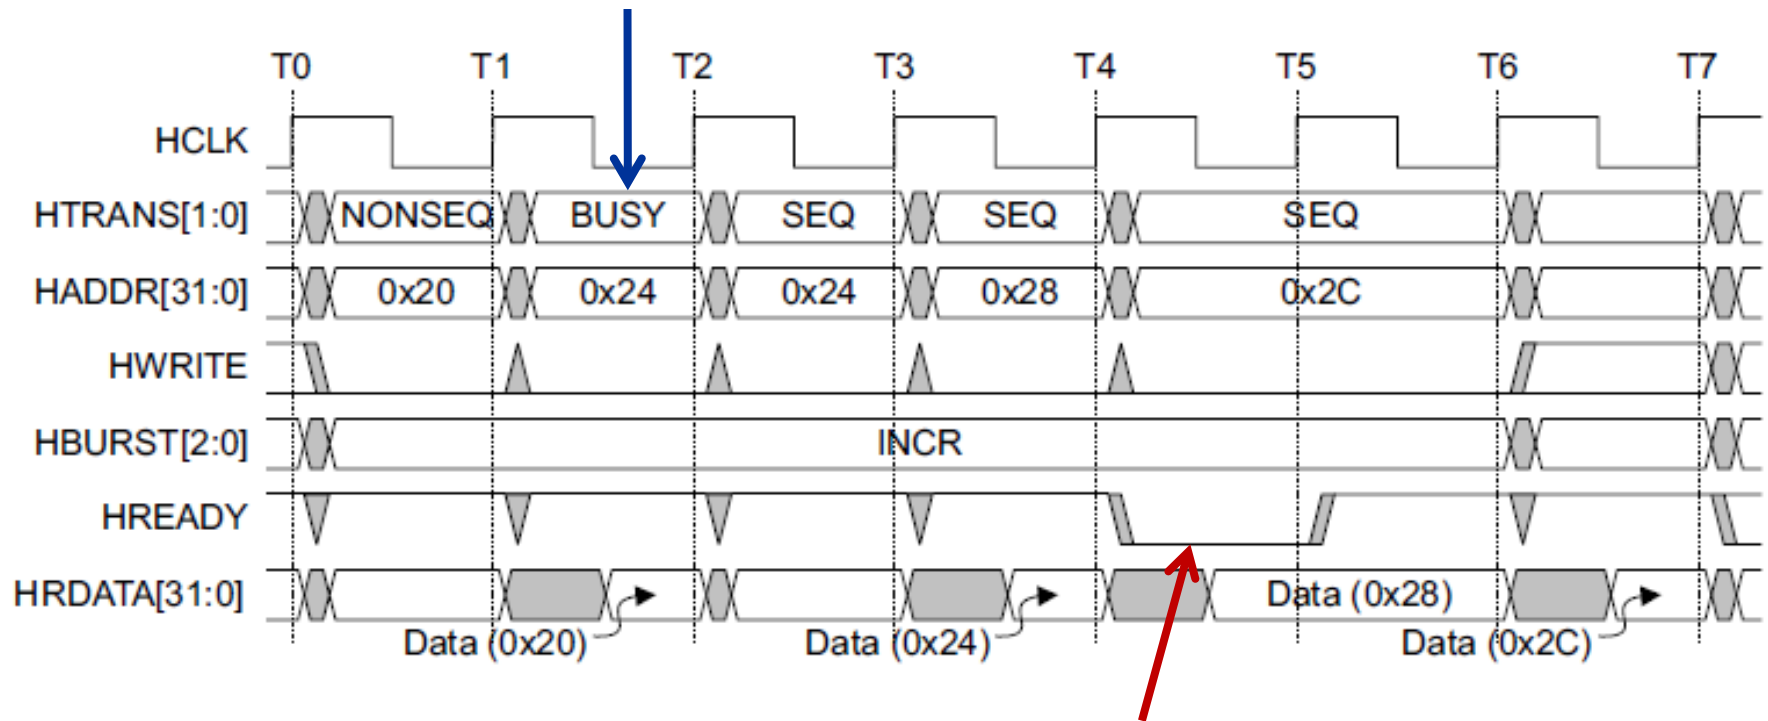 T0 T1 T2 T3 T4 T5 T6 T7
HCLK
HTRANS[1:0] NONSEQ BUSY SEQ SEQ SEQ
HADDR[31:0] 0x20 0x24 0x24 0x28 0x2C
HWRITE
HBURST[2:0] INCR
HREADY
HRDATA[31:0] Data (0x28)
Data (0x20) Data (0x24) Data (0x2C)